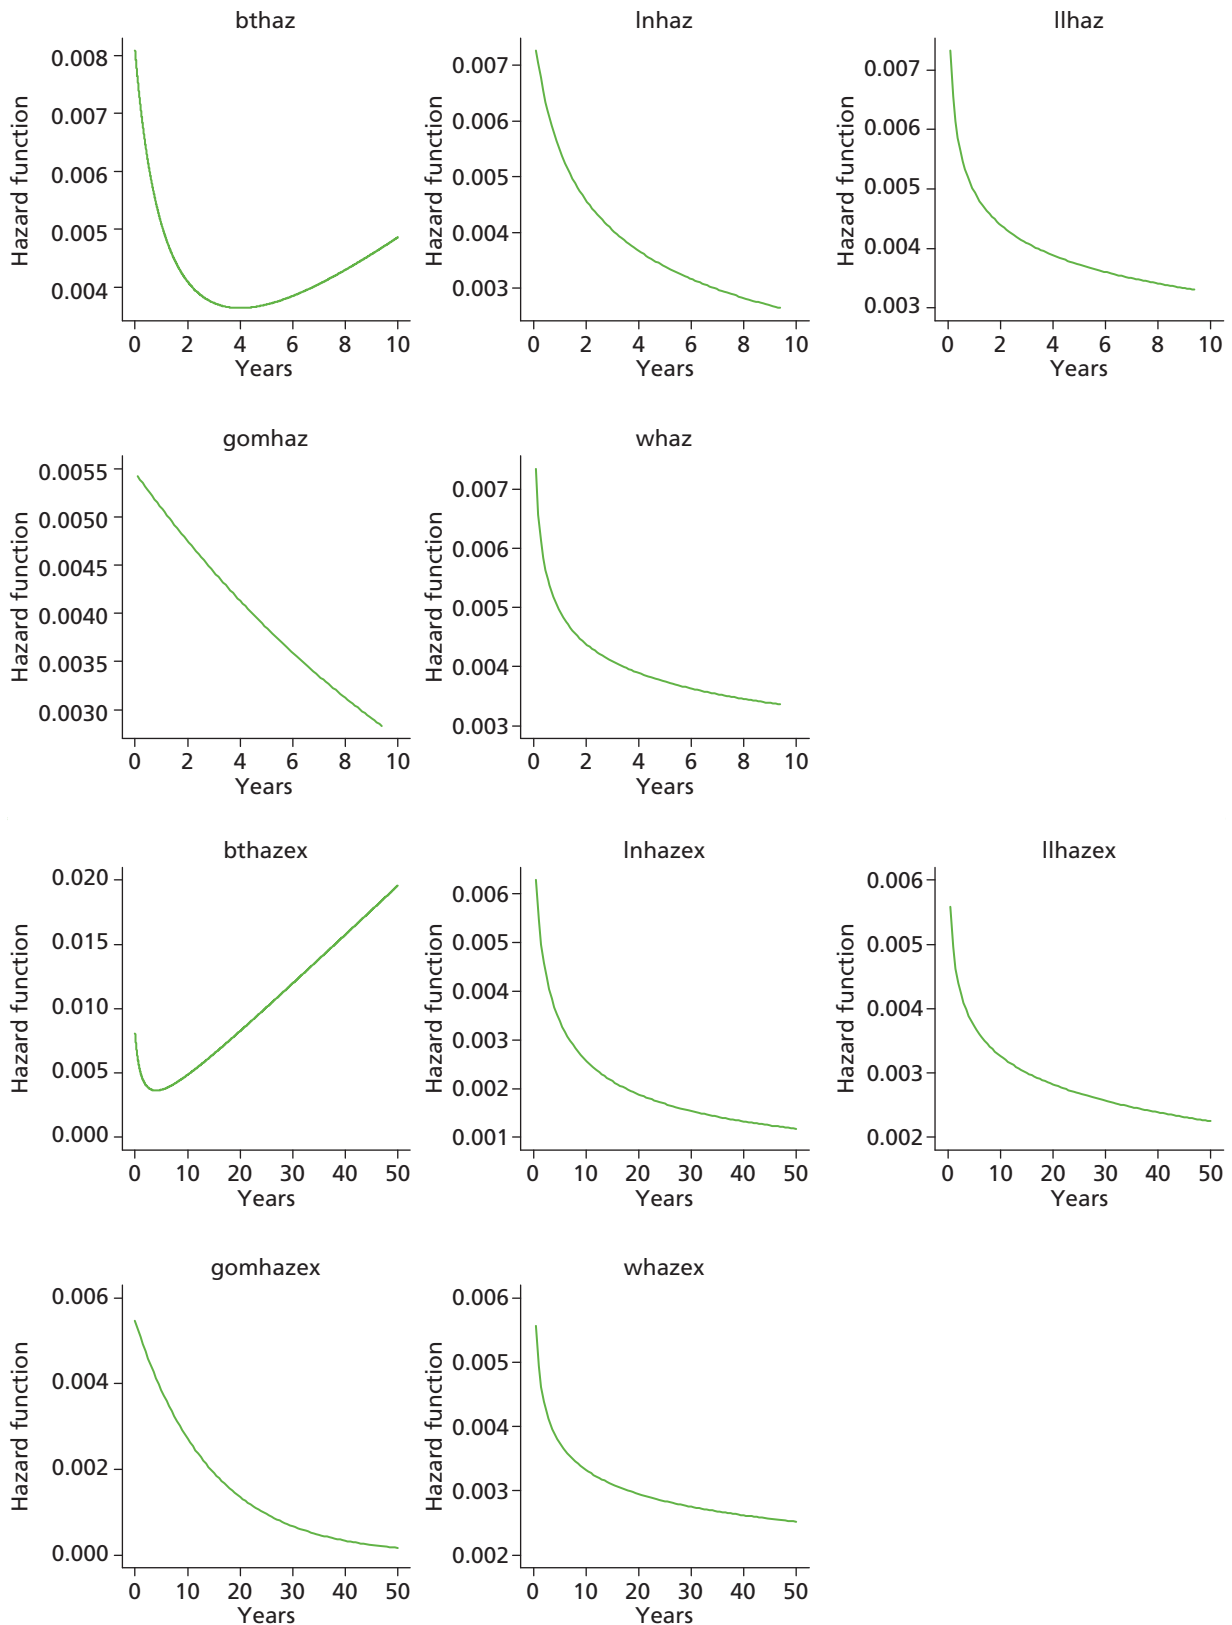 bthaz
Hazard function
0.008
0.007
0.006
0.005
0.004
0 2 4 6 8 10
Years
lnhaz
Hazard function
0.007
0.006
0.005
0.004
0.003
0 2 4 6 8 10
Years
llhaz
Hazard function
0.007
0.006
0.005
0.004
0.003
0 2 4 6 8 10
Years
gomhaz
Hazard function
0.0055
0.0050
0.0045
0.0040
0.0035
0.0030
0 2 4 6 8 10
Years
whaz
Hazard function
0.007
0.006
0.005
0.004
0.003
0 2 4 6 8 10
Years
bthazex
Hazard function
0.020
0.015
0.010
0.005
0.000
0 10 20 30 40 50
Years
lnhazex
Hazard function
0.006
0.005
0.004
0.003
0.002
0.001
0 10 20 30 40 50
Years
llhazex
Hazard function
0.006
0.005
0.004
0.003
0.002
0 10 20 30 40 50
Years
gomhazex
Hazard function
0.006
0.004
0.002
0.000
0 10 20 30 40 50
Years
whazex
Hazard function
0.006
0.005
0.004
0.003
0.002
0 10 20 30 40 50
Years